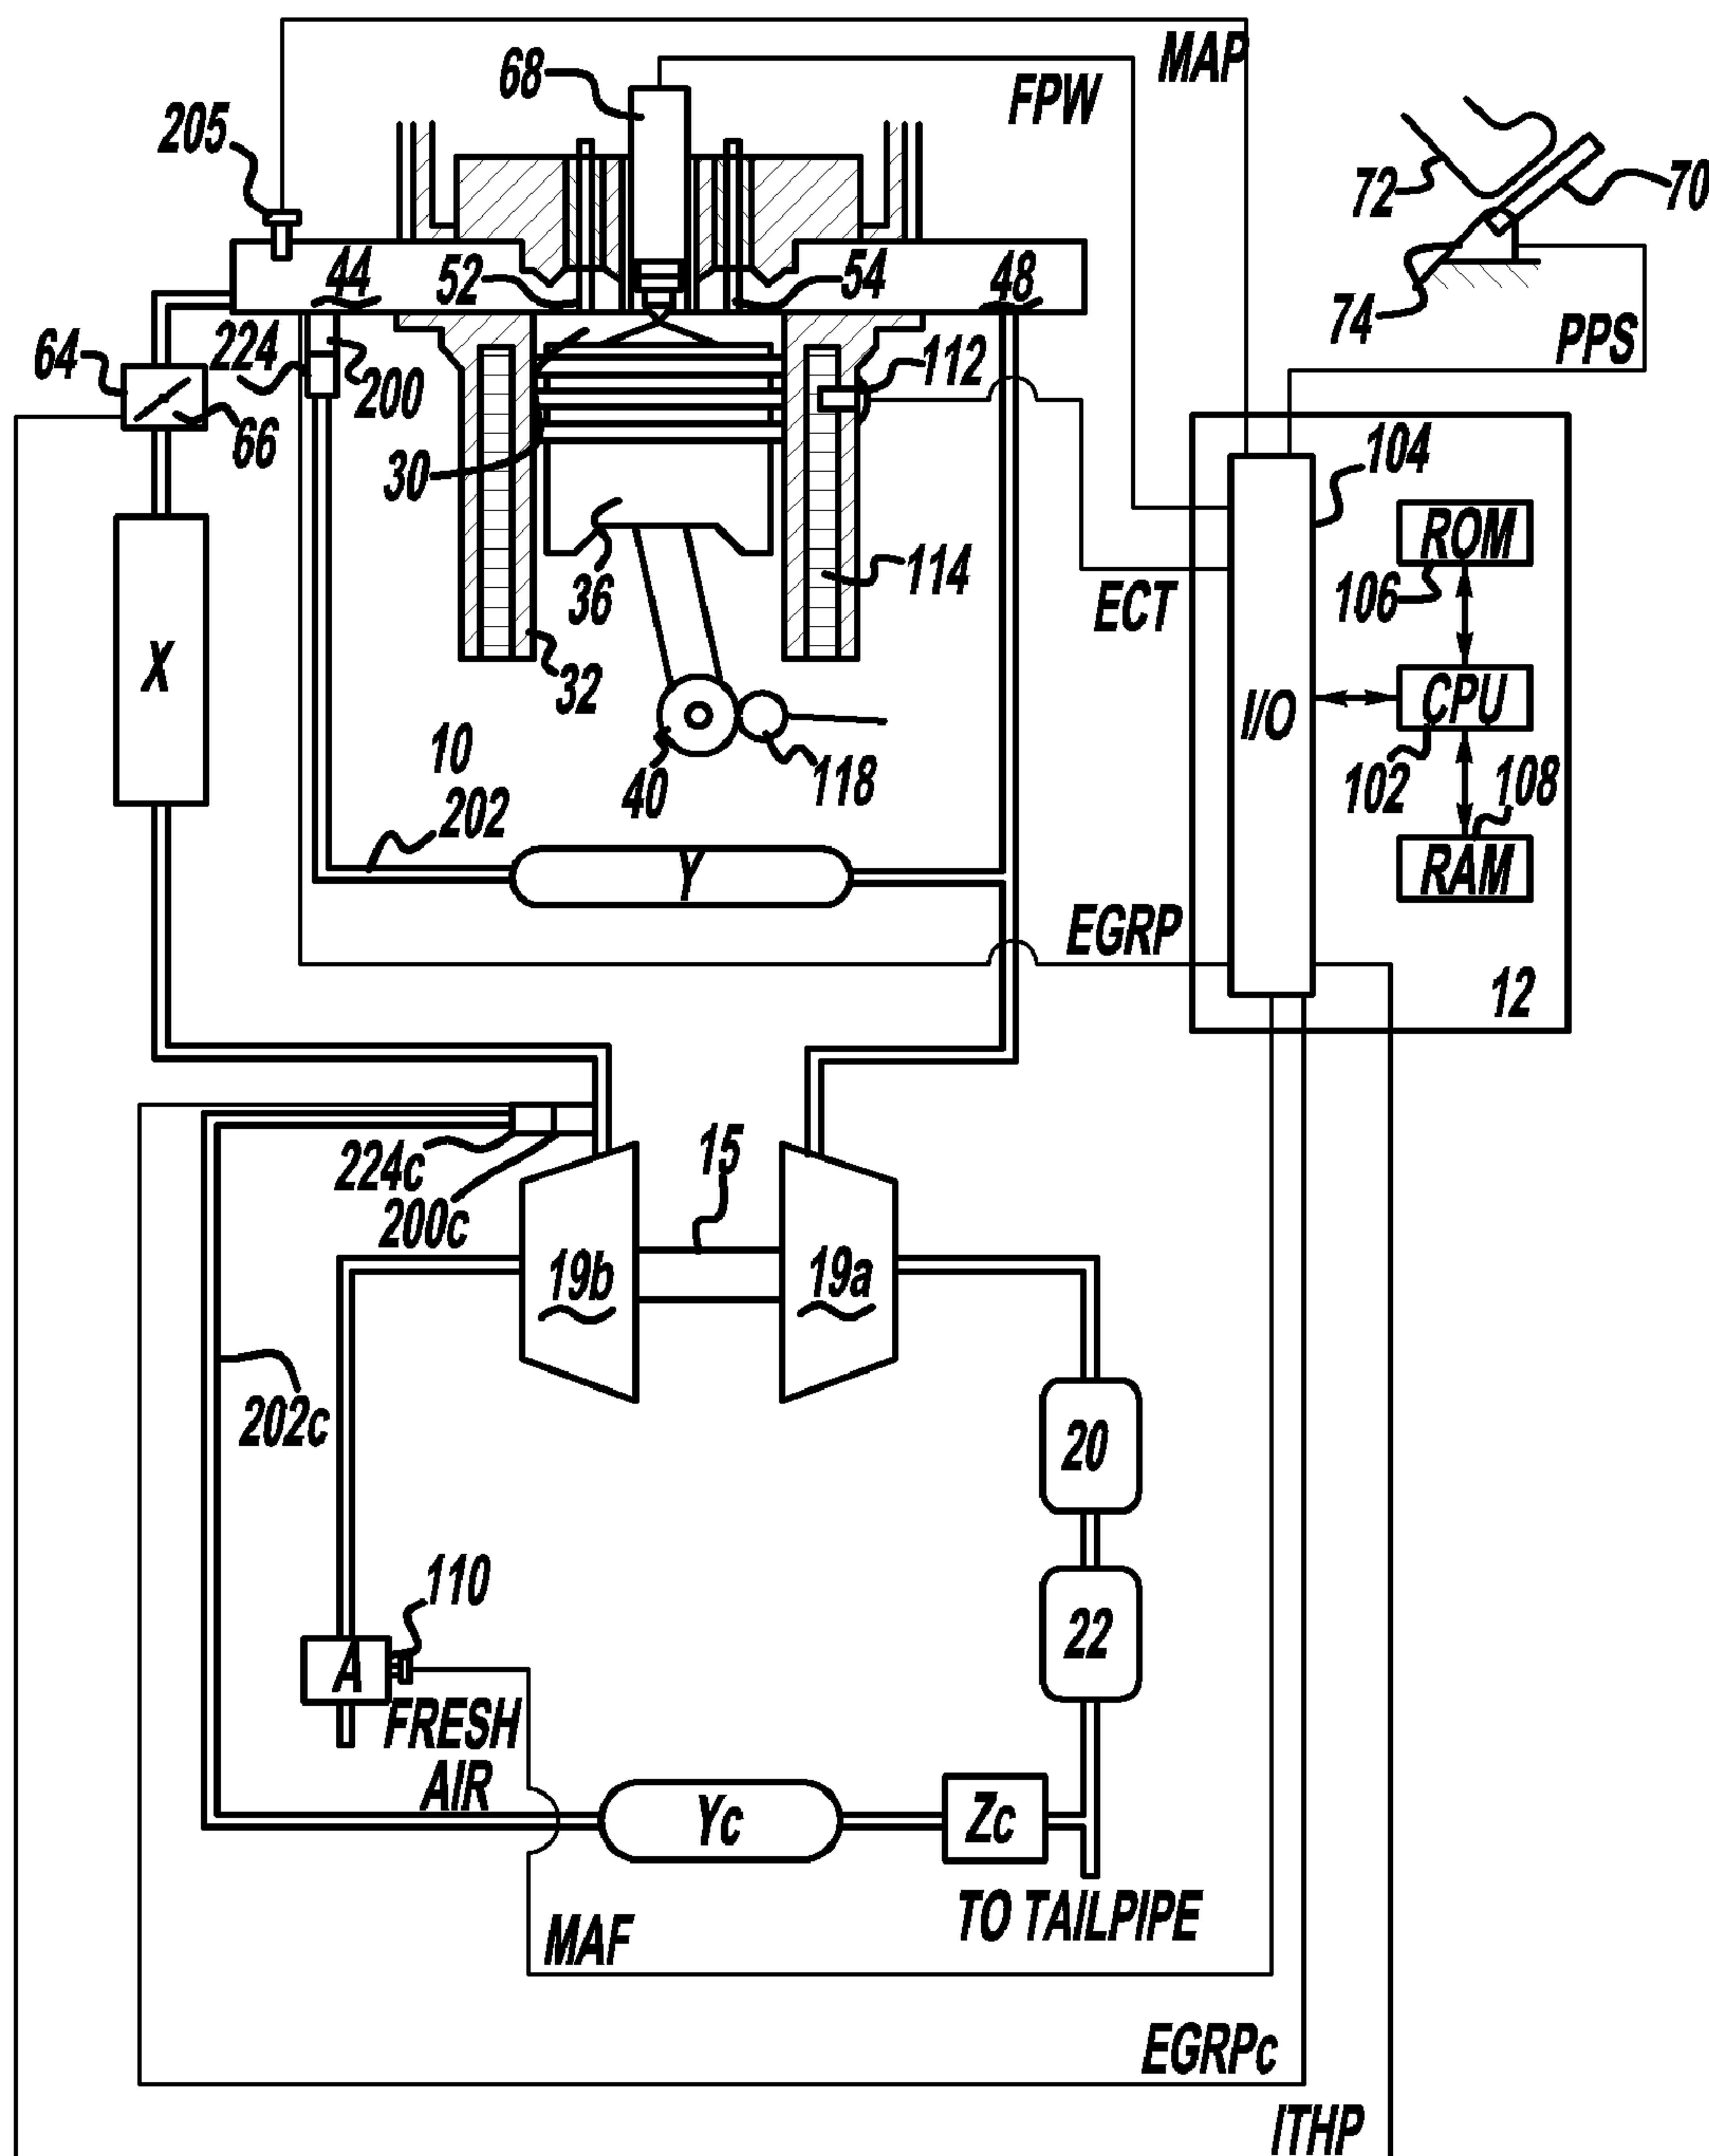 MAP
68
FPW
205
72
70
44
52
54
48
74
PPS
64
224
200
112
66
30
104
ROM
106
36
114
ECT
X
32
I/O
CPU
10
202
40
118
102
108
Y
RAM
EGRP
12
15
224c
200c
19b
19a
202c
20
110
22
A
FRESH
AIR
Yc
Zc
TO TAILPIPE
MAF
EGRPc
ITHP